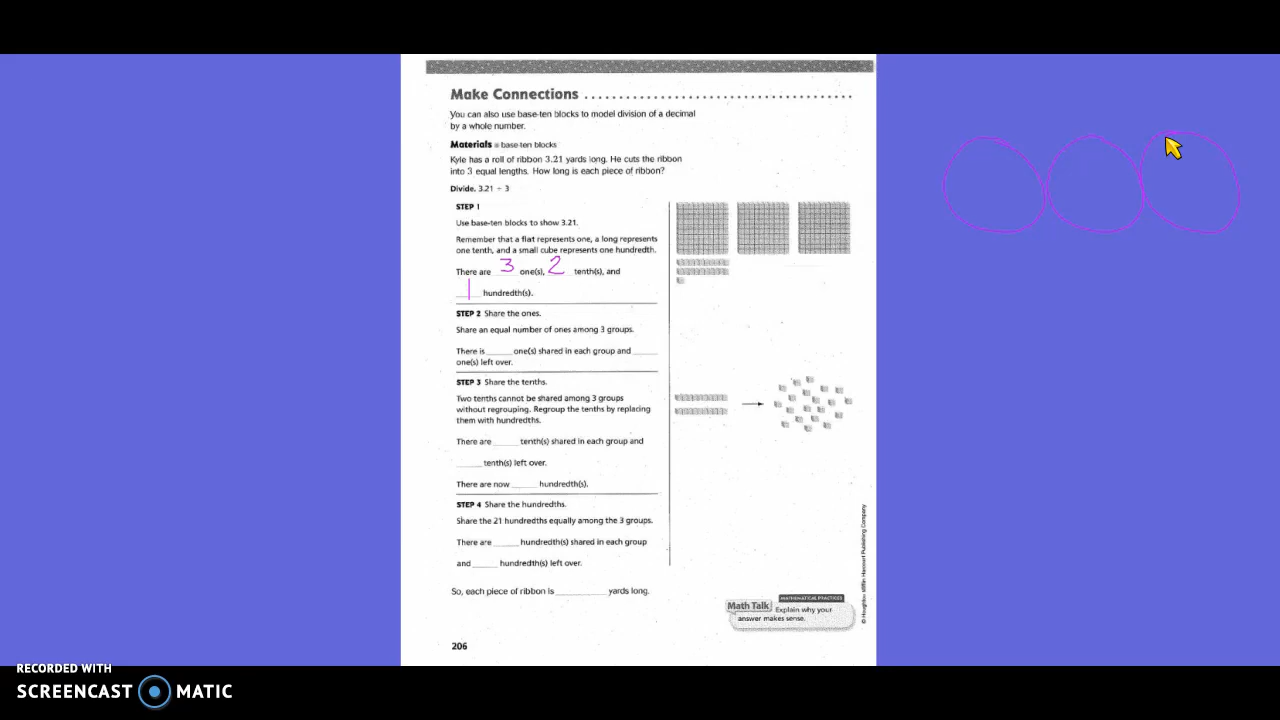 Make Connections
You can also use base-ten blocks to model division of a decimal
by a whole number.
Materials ■ base-ten blocks
Kyle has a roll of ribbon 3.21 yards long. He cuts the ribbon
into 3 equal lengths. How long is each piece of ribbon?
Divide. 3.21 ÷ 3
STEP 1
Use base-ten blocks to show 3.21.
Remember that a flat represents one, a long represents
one tenth, and a small cube represents one hundredth.
There are 3 one(s), 2 tenth(s), and
1 hundredth(s).
STEP 2 Share the ones.
Share an equal number of ones among 3 groups.
There is ______ one(s) shared in each group and ______
one(s) left over.
STEP 3 Share the tenths.
Two tenths cannot be shared among 3 groups
without regrouping. Regroup the tenths by replacing
them with hundredths.
There are ______ tenth(s) shared in each group and
______ tenth(s) left over.
There are now ______ hundredth(s).
STEP 4 Share the hundredths.
Share the 21 hundredths equally among the 3 groups.
There are ______ hundredth(s) shared in each group
and ______ hundredth(s) left over.
So, each piece of ribbon is __________ yards long.
MATHEMATICAL PRACTICES
Math Talk Explain why your
answer makes sense.
© Houghton Mifflin Harcourt Publishing Company
206
RECORDED WITH
SCREENCAST MATIC